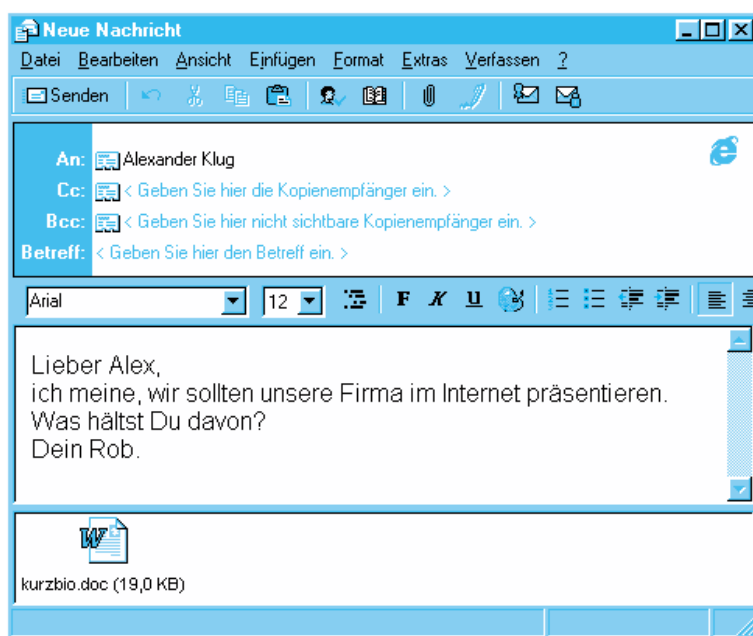 Neue Nachricht
Datei Bearbeiten Ansicht Einfügen Format Extras Verfassen ?
Senden
An: Alexander Klug
Cc: < Geben Sie hier die Kopienempfänger ein. >
Bcc: < Geben Sie hier nicht sichtbare Kopienempfänger ein. >
Betreff: < Geben Sie hier den Betreff ein. >
Arial 12 F K U
Lieber Alex,
ich meine, wir sollten unsere Firma im Internet präsentieren.
Was hältst Du davon?
Dein Rob.
W
kurzbio.doc (19,0 KB)